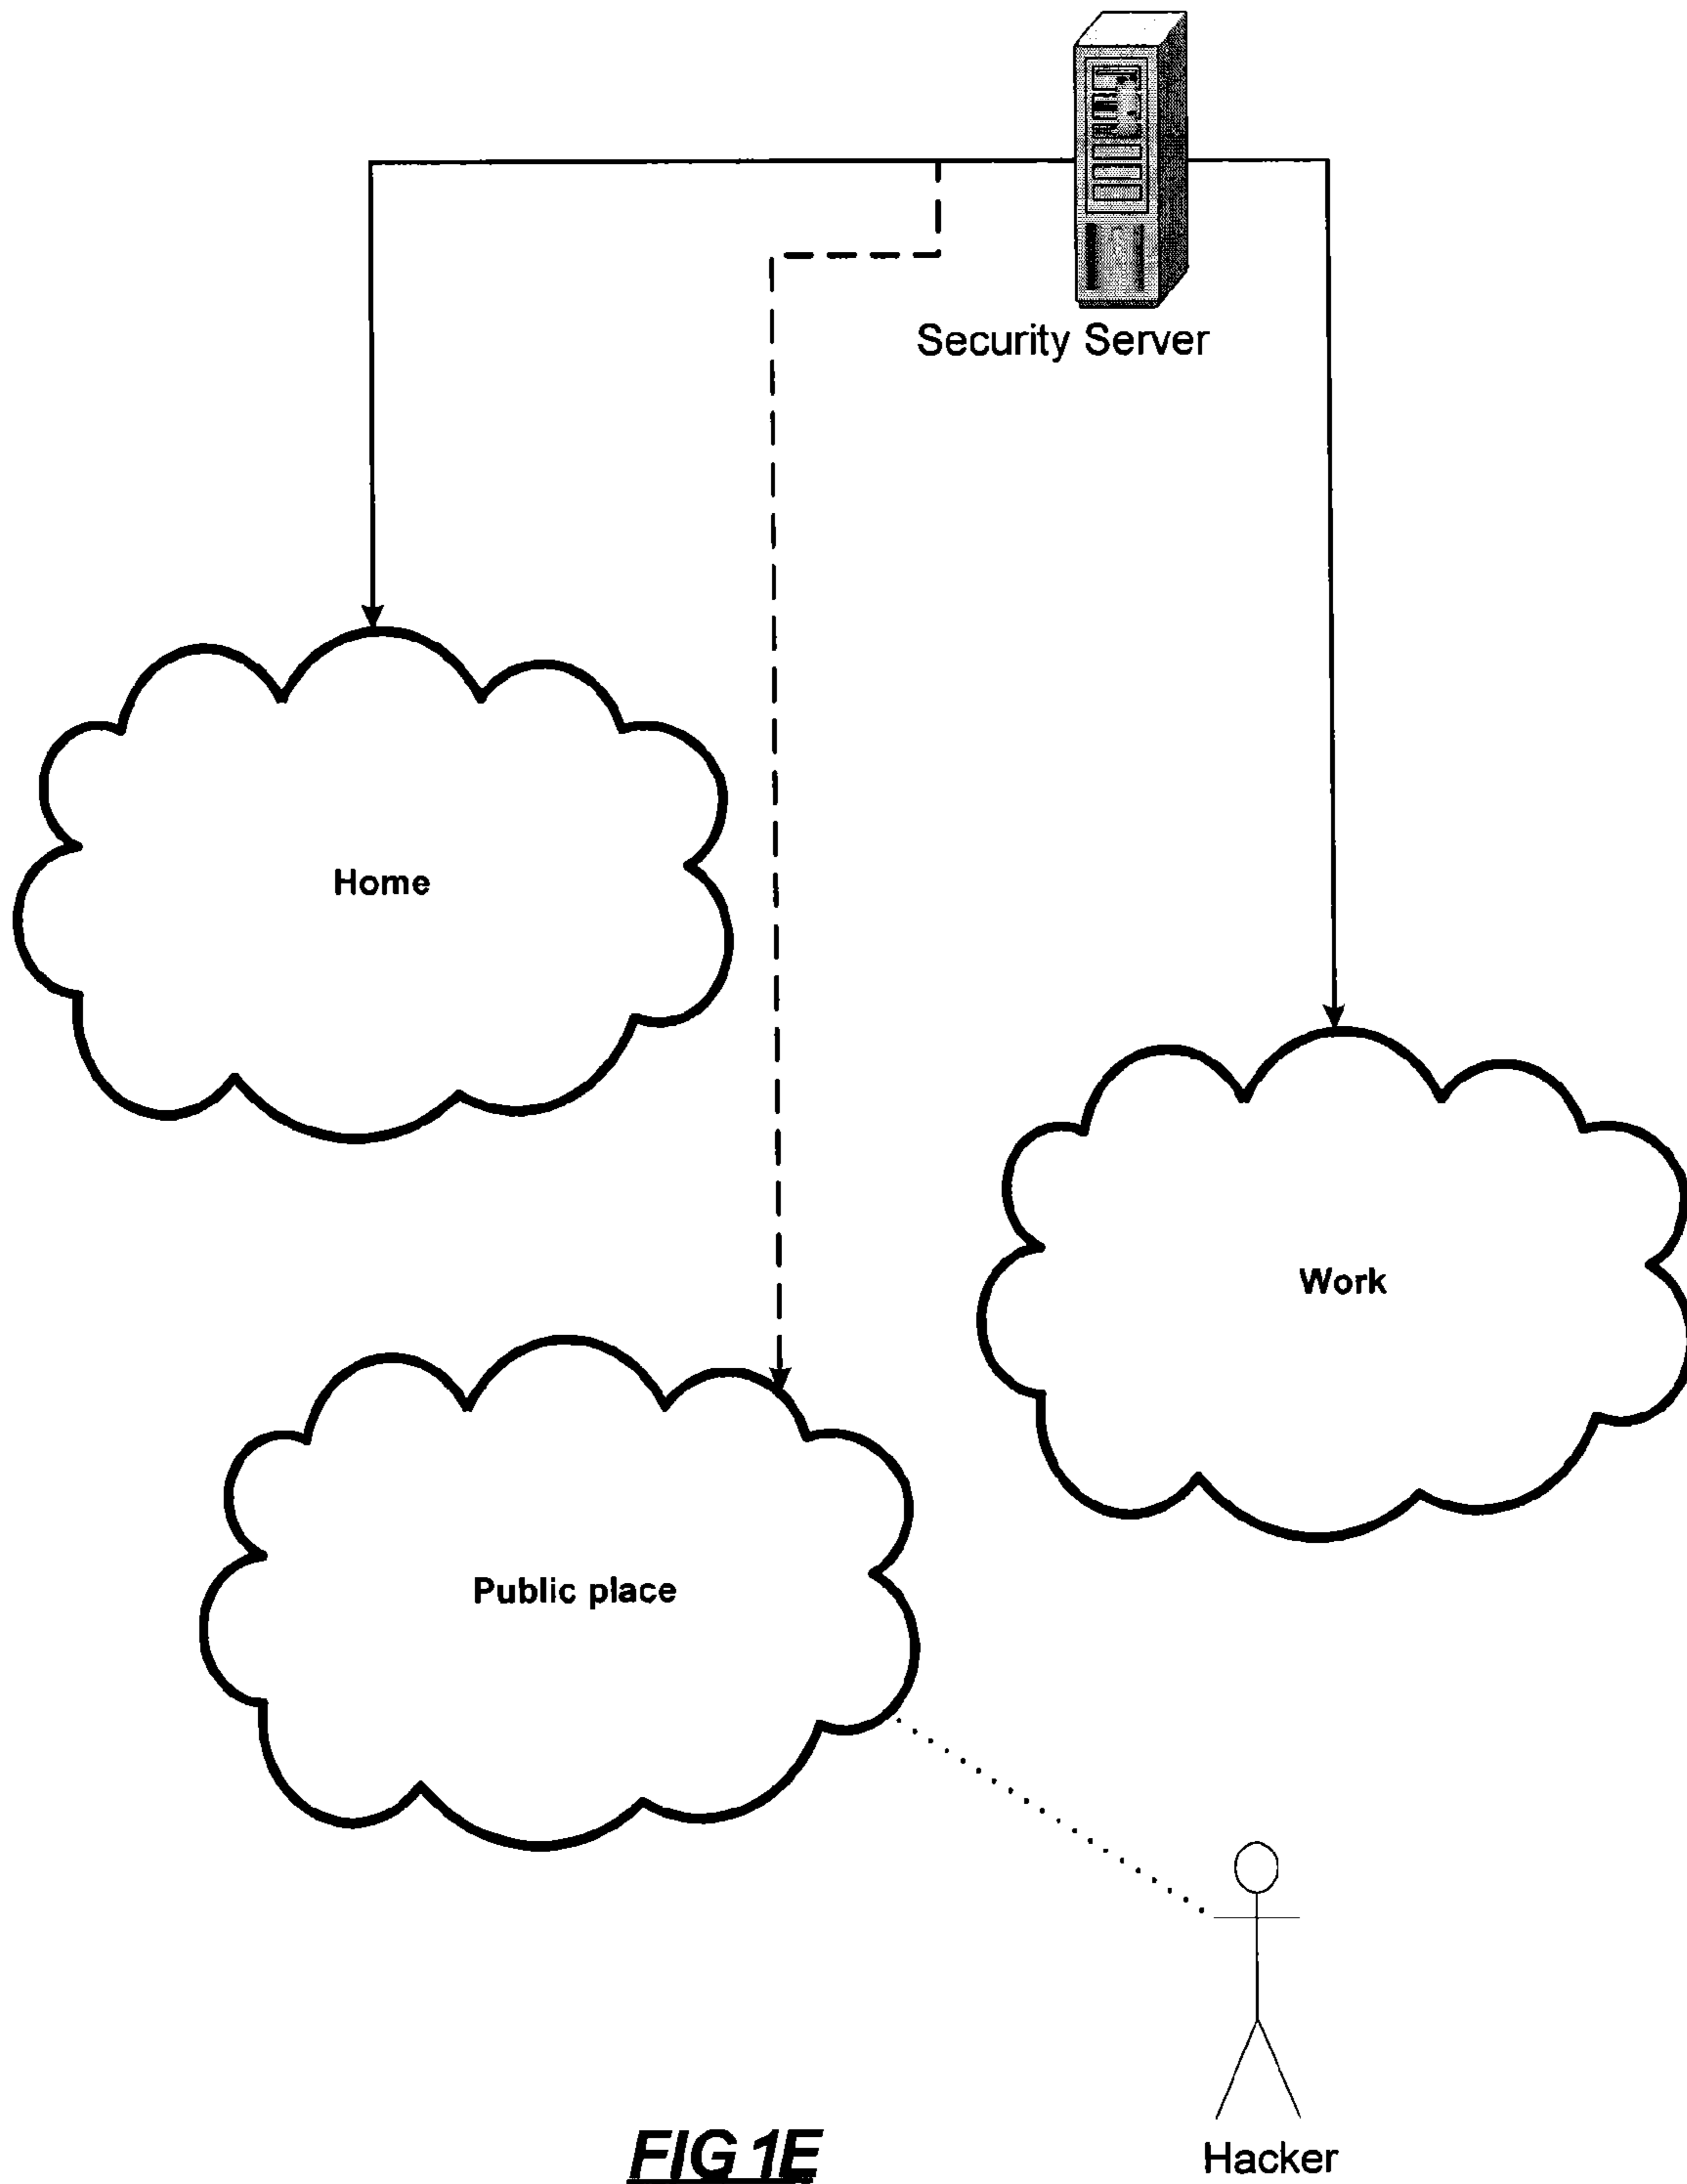 Security Server
Home
Work
Public place
Hacker
FIG 1E